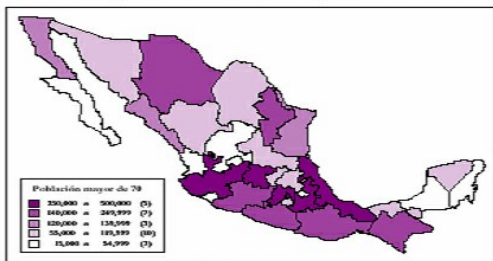 Población mayor de 70
250,000 a 500,000 (5)
140,000 a 249,999 (7)
120,000 a 139,999
55,000 a 119,999 (10)
15,000 a 54,999